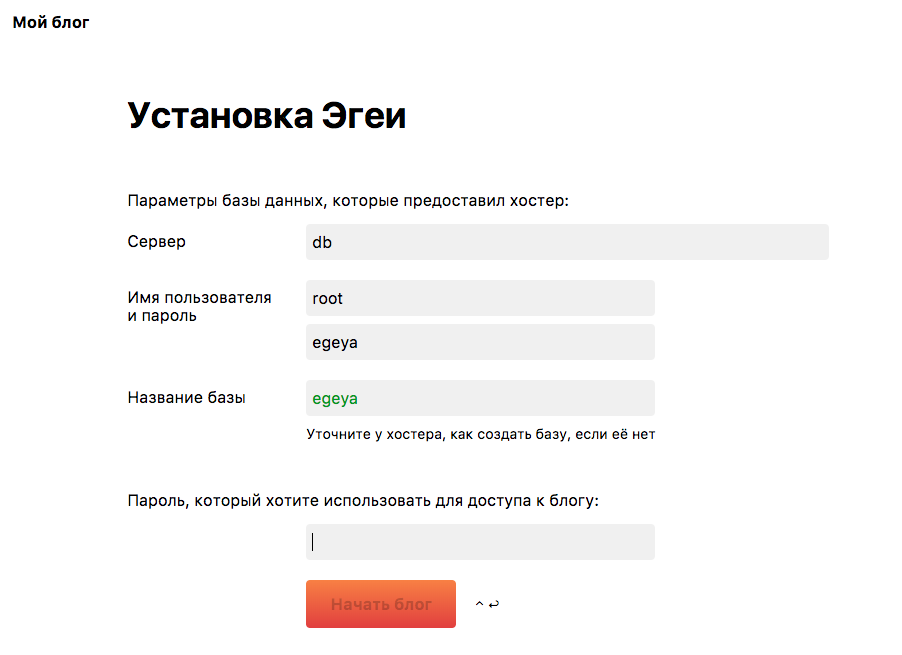 Мой блог
Установка Эгеи
Параметры базы данных, которые предоставил хостер:
Сервер
db
Имя пользователя
и пароль
root
egeya
Название базы
egeya
Уточните у хостера, как создать базу, если её нет
Пароль, который хотите использовать для доступа к блогу:
Начать блог ⌃ ↩